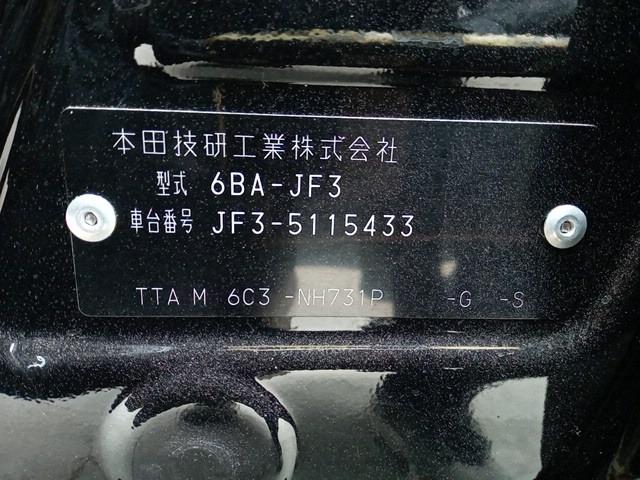 本田技研工業株式会社
型式 6BA-JF3
車台番号 JF3-5115433
TTA M 6C3 -NH731P -G -S